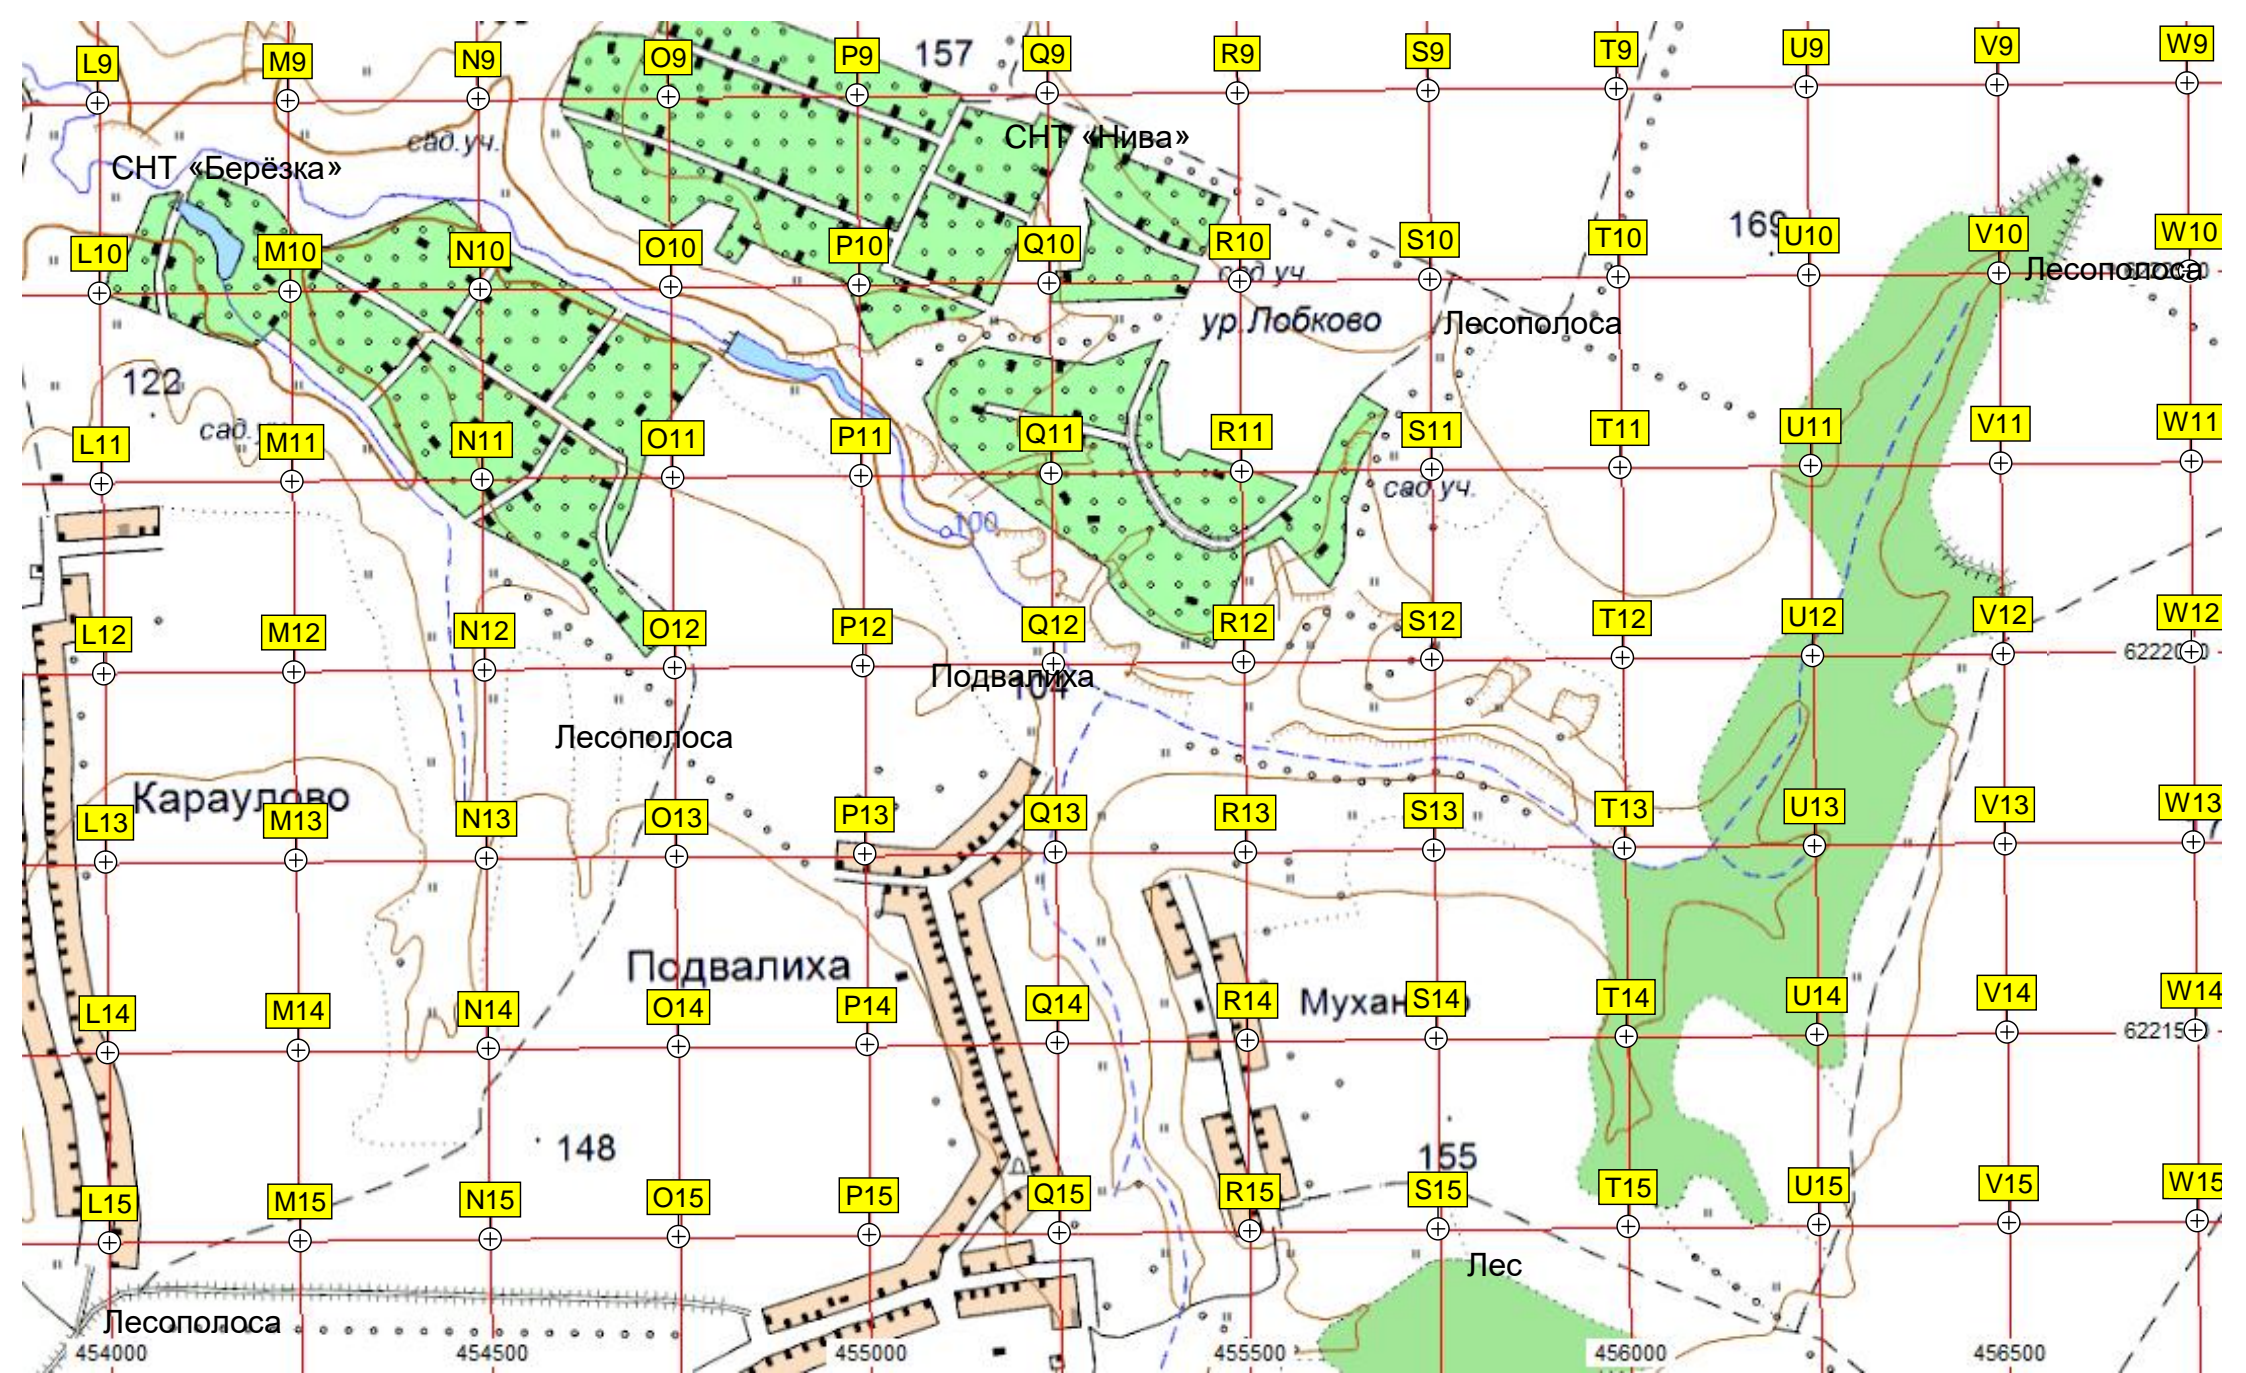 L9 M9 N9 O9 P9 157 Q9 R9 S9 T9 U9 V9 W9
СНТ «Нива»
сад.уч.
СНТ «Берёзка»
169
L10 M10 N10 O10 P10 Q10 R10 S10 T10 U10 V10 W10
сад.уч.
Лесополоса
ур.Лобково
Лесополоса
122
сад.у
L11 M11 N11 O11 P11 Q11 R11 S11 T11 U11 V11 W11
сад.уч.
100
L12 M12 N12 O12 P12 Q12 R12 S12 T12 U12 V12 W12
Подвалиха
104
Лесополоса
Караулово
L13 M13 N13 O13 P13 Q13 R13 S13 T13 U13 V13 W13
Подвалиха
L14 M14 N14 O14 P14 Q14 R14 S14 T14 U14 V14 W14
148
155
L15 M15 N15 O15 P15 Q15 R15 S15 T15 U15 V15 W15
Лес
Лесополоса
454000 454500 455000 455500 456000 456500